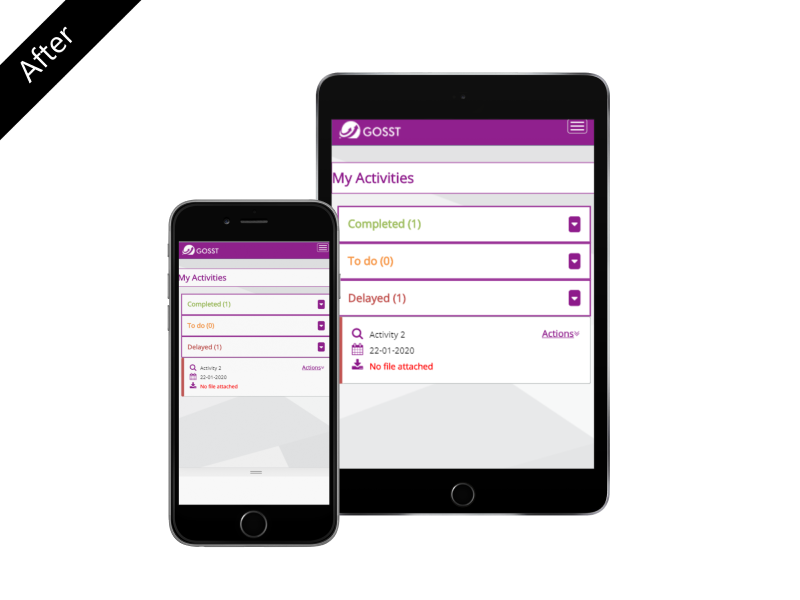 After
GOSST
My Activities
Completed (1)
To do (0)
Delayed (1)
Activity 2
Actions
22-01-2020
No file attached
GOSST
My Activities
Completed (1)
To do (0)
Delayed (1)
Activity 2
Actions
22-01-2020
No file attached